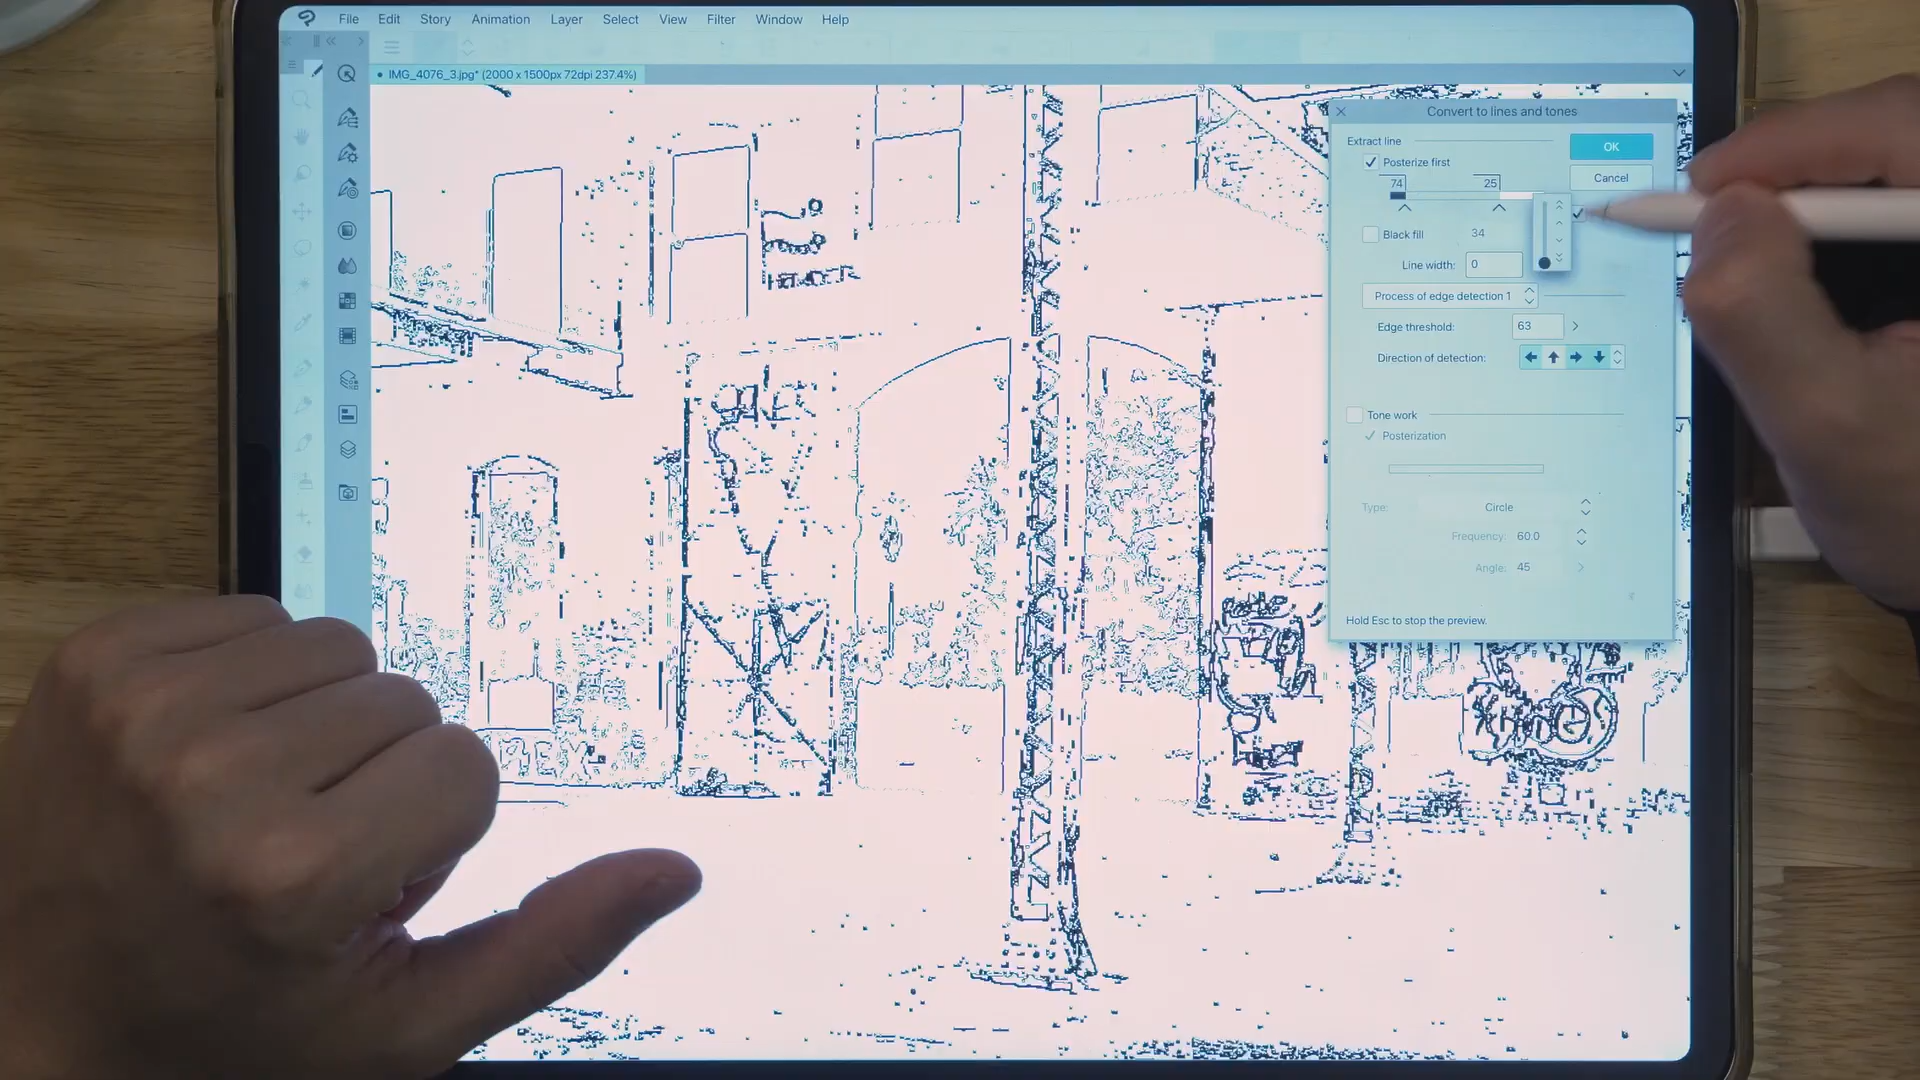 File Edit Story Animation Layer Select View Filter Window Help
IMG_4076_3.jpg* (2000 x 1500px 72dpi 237.4%)
Convert to lines and tones
Extract line
OK
Posterize first
Cancel
74 25
Black fill 34
Line width: 0
Process of edge detection 1
Edge threshold: 63
Direction of detection:
Tone work
Posterization
Type: Circle
Frequency: 60.0
Angle: 45
Hold Esc to stop the preview.